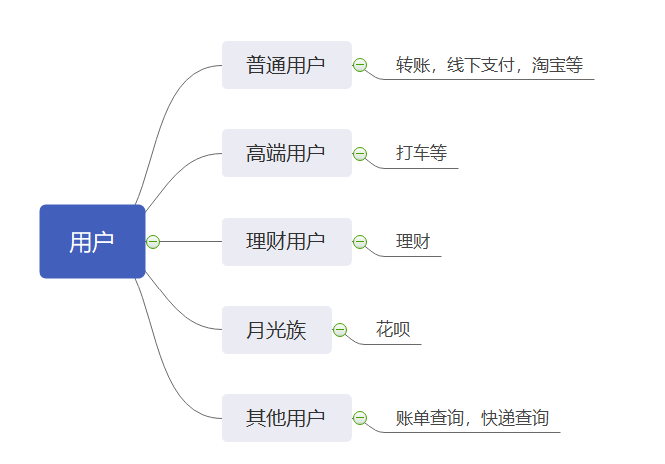 用户
普通用户
转账，线下支付，淘宝等
高端用户
打车等
理财用户
理财
月光族
花呗
其他用户
账单查询，快递查询